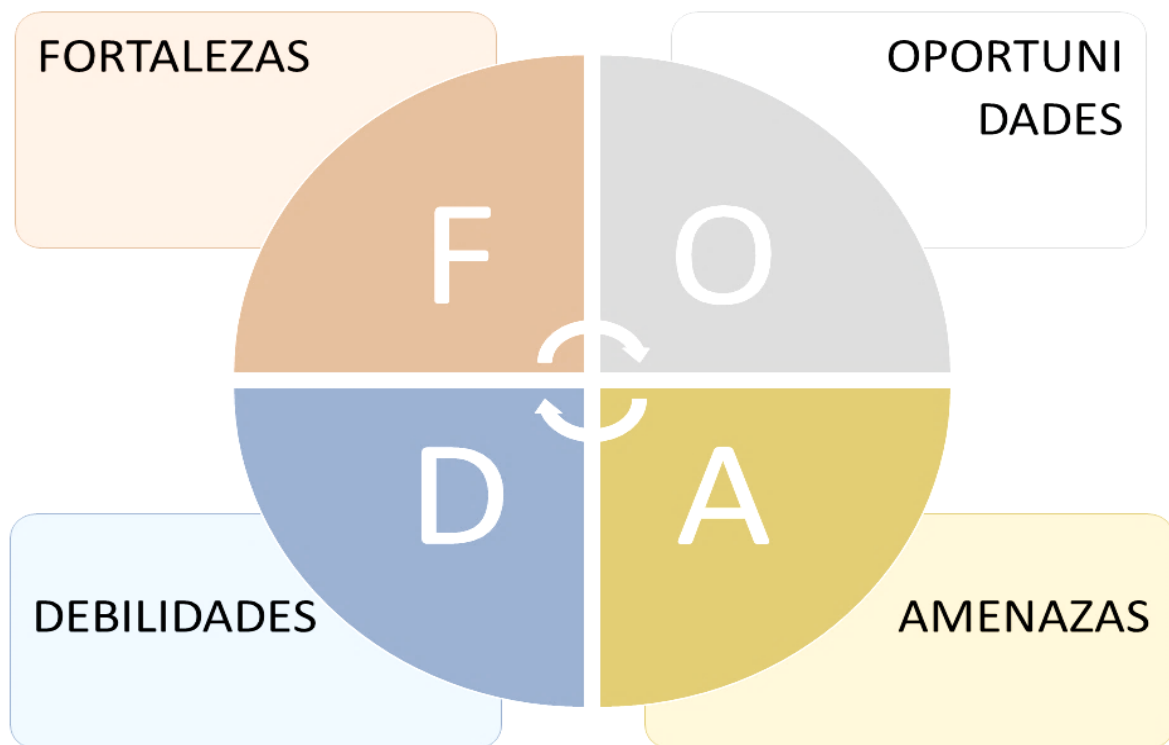 FORTALEZAS
OPORTUNI
DADES
F
O
D
A
DEBILIDADES
AMENAZAS